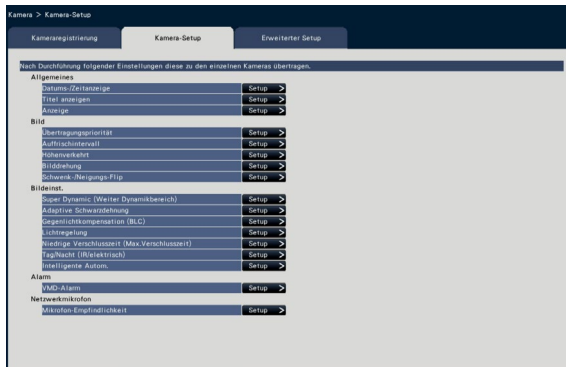 Kamera > Kamera-Setup
Kameraregistrierung Kamera-Setup Erweiterter Setup
Nach Durchführung folgender Einstellungen diese zu den einzelnen Kameras übertragen.
Allgemeines
Datums-/Zeitanzeige Setup >
Titel anzeigen Setup >
Anzeige Setup >
Bild
Übertragungspriorität Setup >
Auffrischintervall Setup >
Höhenverkehrt Setup >
Bilddrehung Setup >
Schwenk-/Neigungs-Flip Setup >
Bildeinst.
Super Dynamic (Weiter Dynamikbereich) Setup >
Adaptive Schwarzdehnung Setup >
Gegenlichtkompensation (BLC) Setup >
Lichtregelung Setup >
Niedrige Verschlusszeit (Max.Verschlusszeit) Setup >
Tag/Nacht (IR/elektrisch) Setup >
Intelligente Autom. Setup >
Alarm
VMD-Alarm Setup >
Netzwerkmikrofon
Mikrofon-Empfindlichkeit Setup >